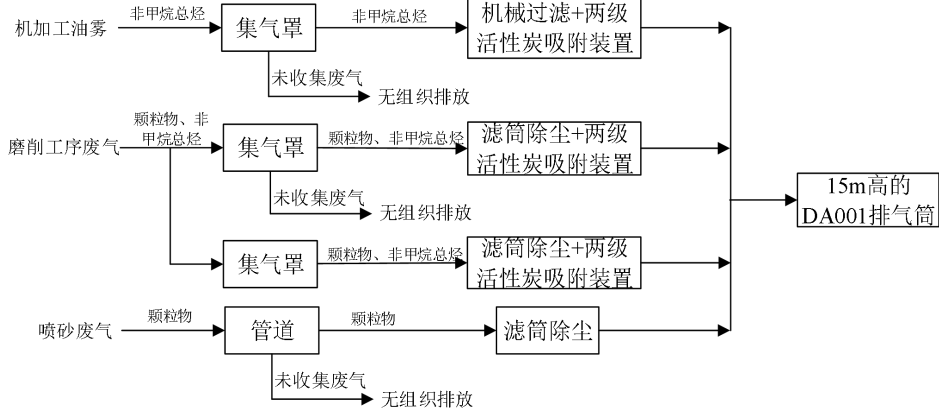 机加工油雾
非甲烷总烃
集气罩
非甲烷总烃
机械过滤+两级
活性炭吸附装置
未收集废气
无组织排放
磨削工序废气
颗粒物、非
甲烷总烃
集气罩
颗粒物、非甲烷总烃
滤筒除尘+两级
活性炭吸附装置
未收集废气
无组织排放
15m高的
DA001排气筒
集气罩
颗粒物、非甲烷总烃
滤筒除尘+两级
活性炭吸附装置
喷砂废气
颗粒物
管道
颗粒物
滤筒除尘
未收集废气
无组织排放